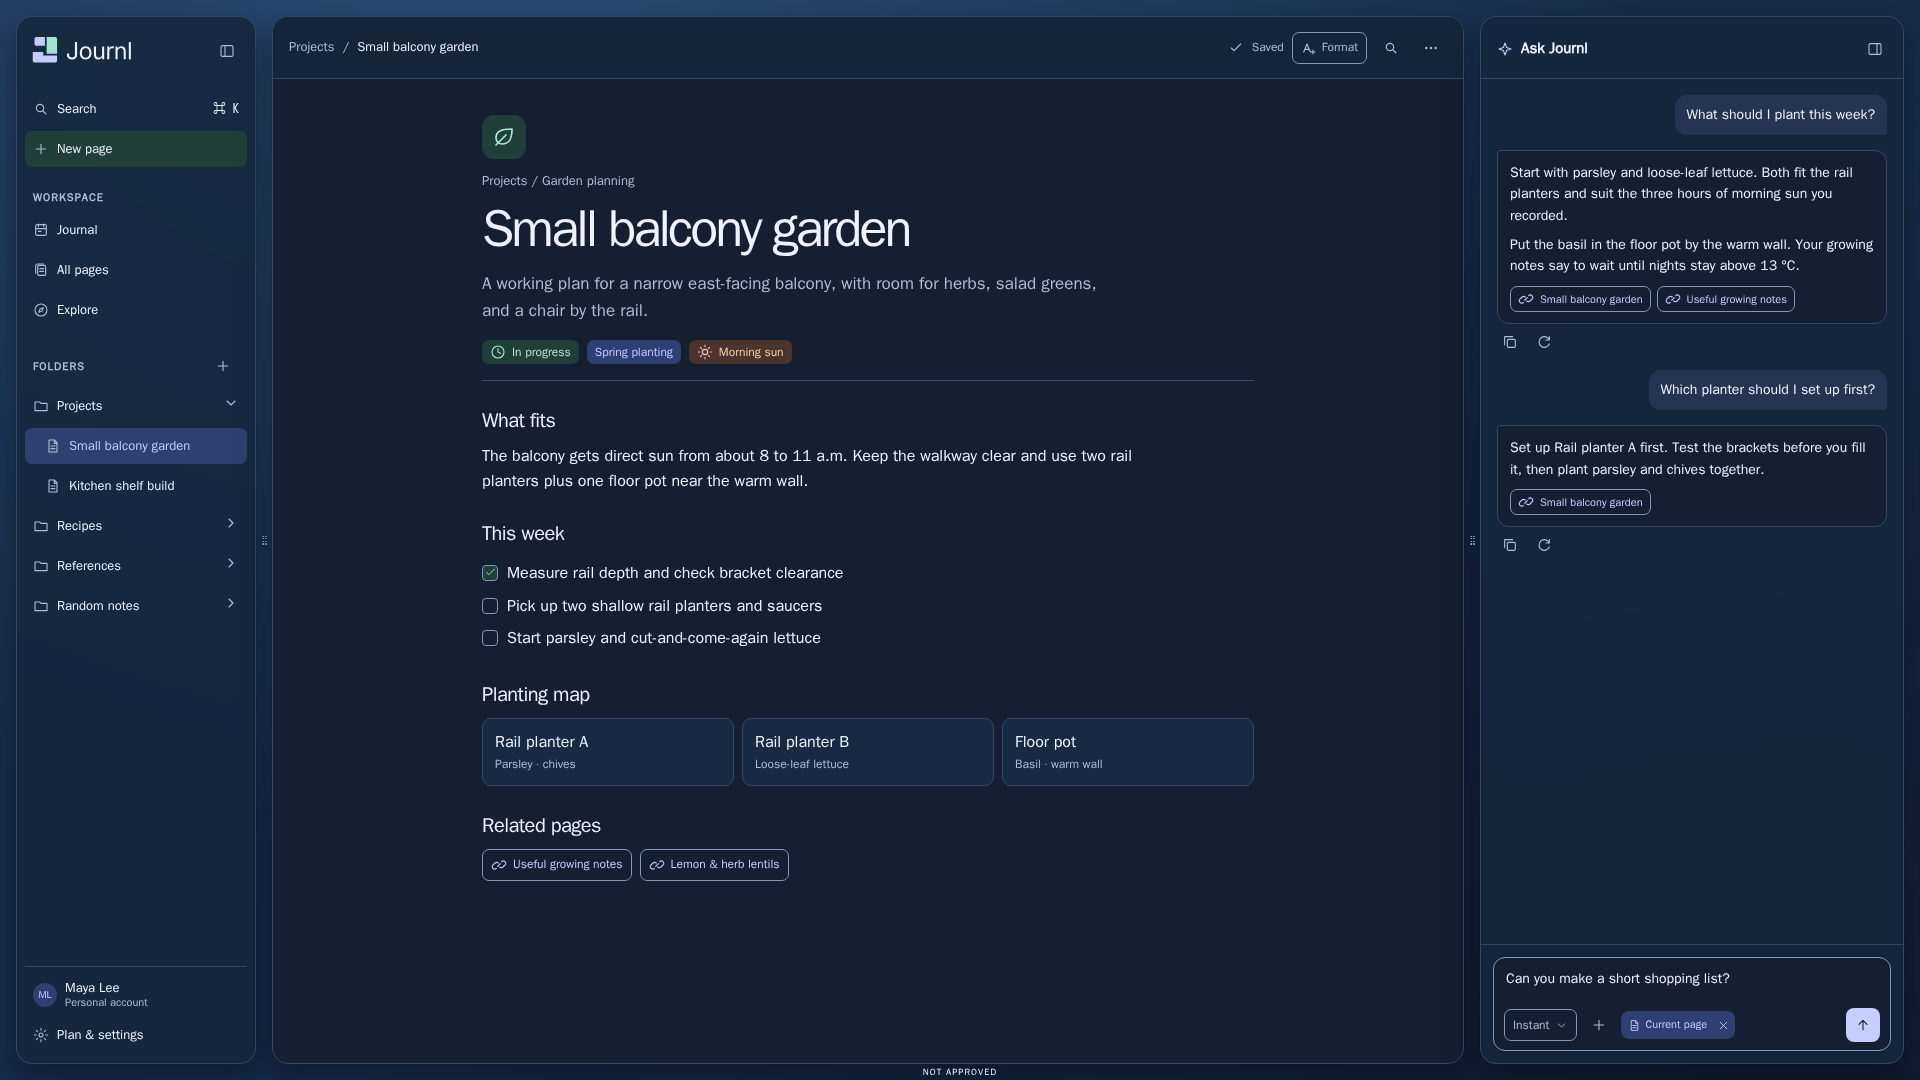 Journl
Search
⌘ K
New page
WORKSPACE
Journal
All pages
Explore
FOLDERS
Projects
Small balcony garden
Kitchen shelf build
Recipes
References
Random notes
ML
Maya Lee
Personal account
Plan & settings
Projects / Small balcony garden
Saved
Format
Projects / Garden planning
Small balcony garden
A working plan for a narrow east-facing balcony, with room for herbs, salad greens,
and a chair by the rail.
In progress
Spring planting
Morning sun
What fits
The balcony gets direct sun from about 8 to 11 a.m. Keep the walkway clear and use two rail
planters plus one floor pot near the warm wall.
This week
Measure rail depth and check bracket clearance
Pick up two shallow rail planters and saucers
Start parsley and cut-and-come-again lettuce
Planting map
Rail planter A
Parsley · chives
Rail planter B
Loose-leaf lettuce
Floor pot
Basil · warm wall
Related pages
Useful growing notes
Lemon & herb lentils
Ask Journl
What should I plant this week?
Start with parsley and loose-leaf lettuce. Both fit the rail
planters and suit the three hours of morning sun you
recorded.
Put the basil in the floor pot by the warm wall. Your growing
notes say to wait until nights stay above 13 °C.
Small balcony garden
Useful growing notes
Which planter should I set up first?
Set up Rail planter A first. Test the brackets before you fill
it, then plant parsley and chives together.
Small balcony garden
Can you make a short shopping list?
Instant
Current page
NOT APPROVED